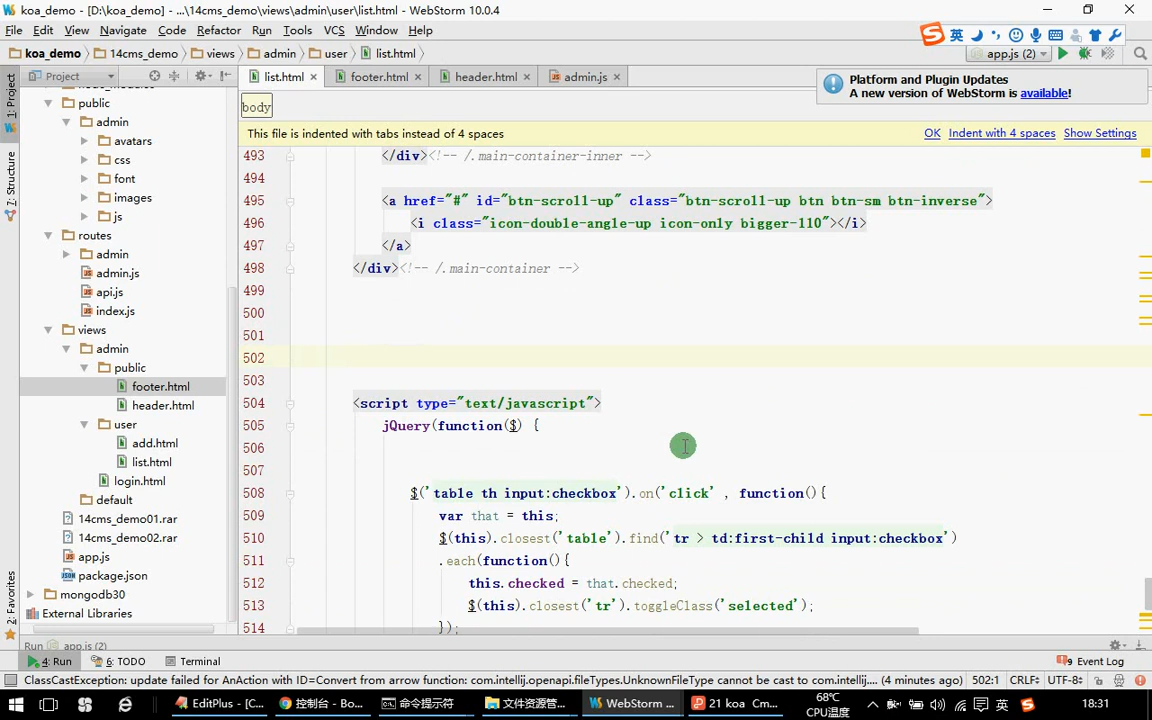 koa_demo - [D:\koa_demo] - ...\14cms_demo\views\admin\user\list.html] - WebStorm 10.0.4
File Edit View Navigate Code Refactor Run Tools VCS Window Help
英
koa_demo 14cms_demo views admin user list.html
app.js (2)
Project
list.html footer.html header.html admin.js
Platform and Plugin Updates
A new version of WebStorm is available!
body
This file is indented with tabs instead of 4 spaces
OK Indent with 4 spaces Show Settings
1: Project
7: Structure
2: Favorites
public
admin
avatars
css
font
images
js
routes
admin
admin.js
api.js
index.js
views
admin
public
footer.html
header.html
user
add.html
list.html
login.html
default
14cms_demo01.rar
14cms_demo02.rar
app.js
package.json
mongodb30
External Libraries
493 </div><!-- /.main-container-inner -->
494
495 <a href="#" id="btn-scroll-up" class="btn-scroll-up btn btn-sm btn-inverse">
496 <i class="icon-double-angle-up icon-only bigger-110"></i>
497 </a>
498 </div><!-- /.main-container -->
499
500
501
502
503
504 <script type="text/javascript">
505 jQuery(function($) {
506
507
508 $('table th input:checkbox').on('click' , function(){
509 var that = this;
510 $(this).closest('table').find('tr > td:first-child input:checkbox')
511 .each(function(){
512 this.checked = that.checked;
513 $(this).closest('tr').toggleClass('selected');
514 });
Run app.js (2)
4: Run 6: TODO Terminal 9 Event Log
ClassCastException: update failed for AnAction with ID=Convert from arrow function: com.intellij.openapi.fileTypes.UnknownFileType cannot be cast to com.intellij.... (4 minutes ago) 502:1 CRLF÷ UTF-8÷
EditPlus - [C... 控制台 - Bo... 命令提示符 文件资源管... WebStorm ... 21 koa Cm... 68℃ CPU温度 英 18:31